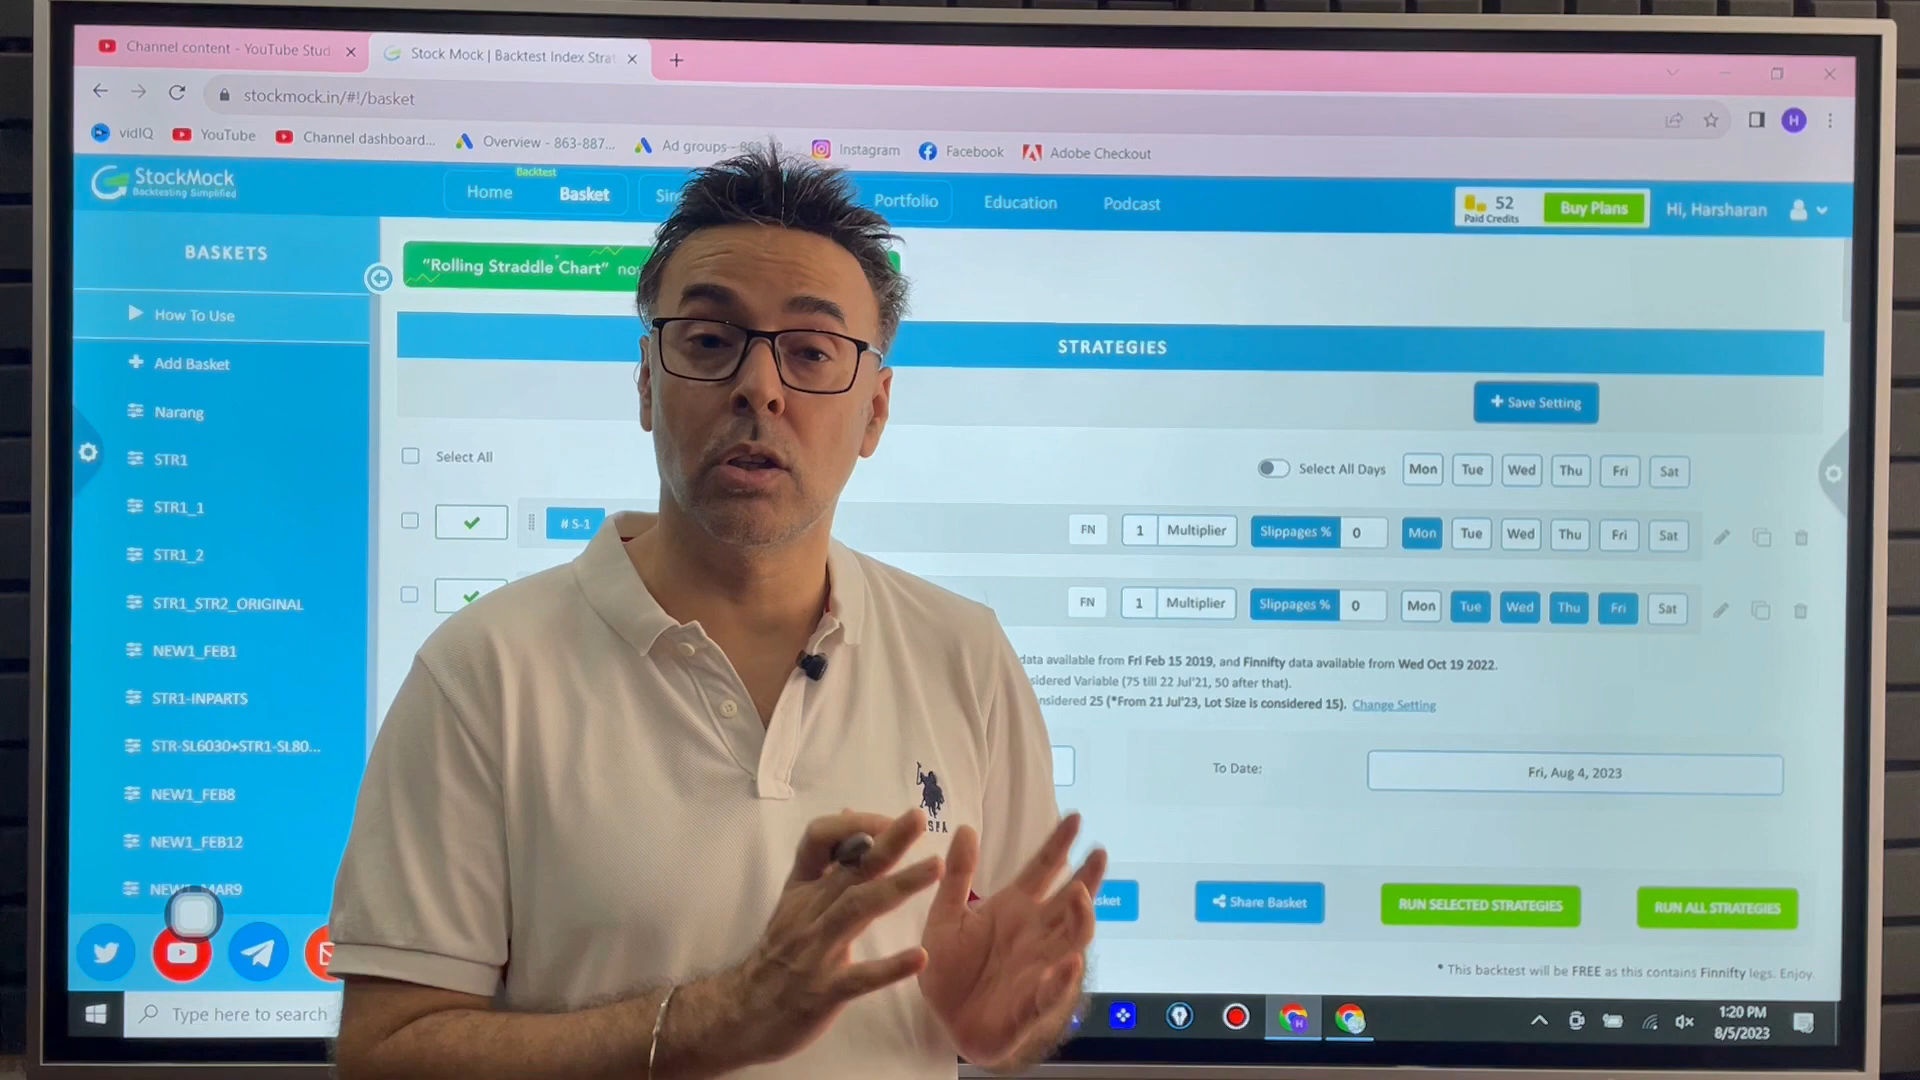 Channel content - YouTube Stud
Stock Mock | Backtest Index Strat
stockmock.in/#!/basket
H
vidIQ
YouTube
Channel dashboard...
Overview - 863-887...
Ad groups - 863-
Instagram
Facebook
Adobe Checkout
StockMock
Backtesting Simplified
Backtest
Home
Basket
Portfolio
Education
Podcast
52
Paid Credits
Buy Plans
Hi, Harsharan
BASKETS
"Rolling Straddle Chart"
How To Use
Add Basket
Narang
STR1
STR1_1
STR1_2
STR1_STR2_ORIGINAL
NEW1_FEB1
STR1-INPARTS
STR-SL6030+STR1-SL80...
NEW1_FEB8
NEW1_FEB12
STRATEGIES
+ Save Setting
Select All
Select All Days
Mon Tue Wed Thu Fri Sat
# S-1
FN
1 Multiplier
Slippages % 0
Mon Tue Wed Thu Fri Sat
FN
1 Multiplier
Slippages % 0
Mon Tue Wed Thu Fri Sat
data available from Fri Feb 15 2019, and Finnifty data available from Wed Oct 19 2022.
Variable (75 till 22 Jul'21, 50 after that).
25 (*From 21 Jul'23, Lot Size is considered 15). Change Setting
To Date:
Fri, Aug 4, 2023
Share Basket
RUN SELECTED STRATEGIES
RUN ALL STRATEGIES
* This backtest will be FREE as this contains Finnifty legs. Enjoy.
Type here to search
1:20 PM
8/5/2023